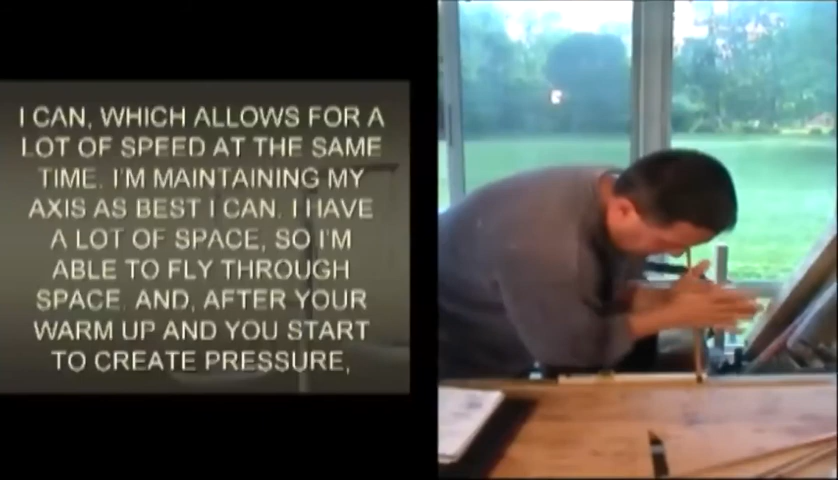 I CAN, WHICH ALLOWS FOR A
LOT OF SPEED AT THE SAME
TIME. I'M MAINTAINING MY
AXIS AS BEST I CAN. I HAVE
A LOT OF SPACE, SO I'M
ABLE TO FLY THROUGH
SPACE. AND, AFTER YOUR
WARM UP AND YOU START
TO CREATE PRESSURE,